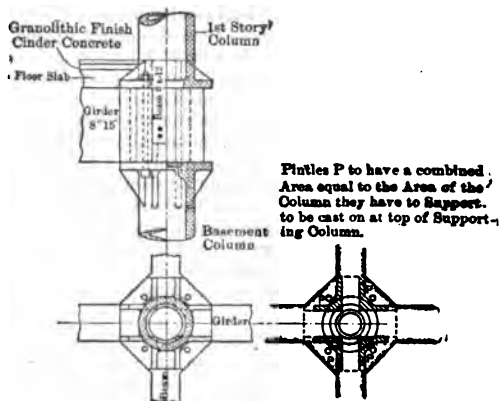 Granolithic Finish
Cinder Concrete
Floor Slab
1st Story
Column
Girder
8"15'
Pintles P to have a combined
Area equal to the Area of the
Column they have to Support.
to be cast on at top of Support-
ing Column.
Basement
Column
Girder
Beam